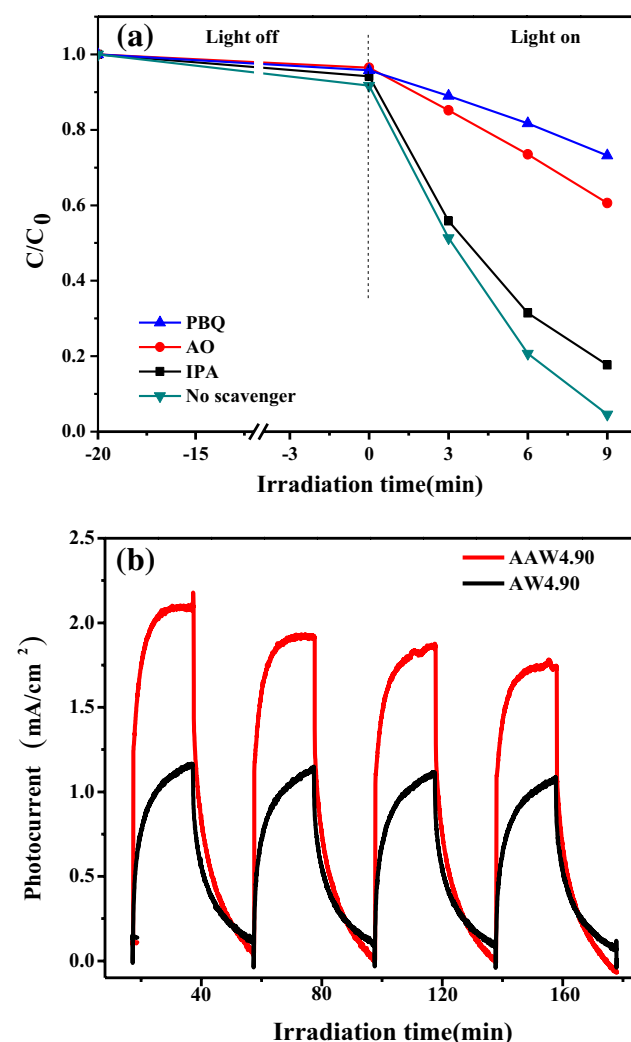 (a)
Light off
Light on
1.0
0.8
0.6
0.4
0.2
0.0
C/C0
PBQ
AO
IPA
No scavenger
-20 -15 -3 0 3 6 9
Irradiation time(min)
(b)
2.5
2.0
1.5
1.0
0.5
0.0
Photocurrent (mA/cm2)
AAW4.90
AW4.90
40 80 120 160
Irradiation time(min)